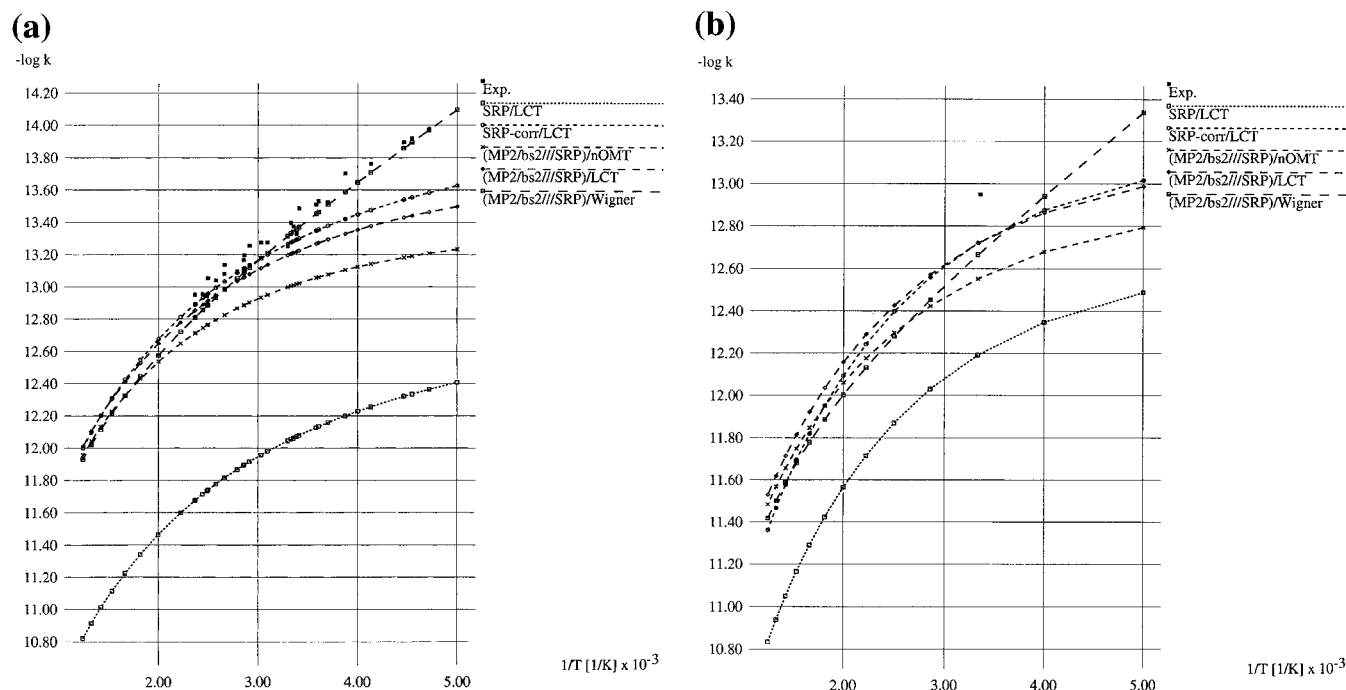 (a)
-log k
14.20
14.00
13.80
13.60
13.40
13.20
13.00
12.80
12.60
12.40
12.20
12.00
11.80
11.60
11.40
11.20
11.00
10.80
2.00 3.00 4.00 5.00
1/T [1/K] x 10-3
Exp.
SRP/LCT
SRP-corr/LCT
(MP2/bs2///SRP)/nOMT
(MP2/bs2///SRP)/LCT
(MP2/bs2///SRP)/Wigner
(b)
-log k
13.40
13.20
13.00
12.80
12.60
12.40
12.20
12.00
11.80
11.60
11.40
11.20
11.00
10.80
2.00 3.00 4.00 5.00
1/T [1/K] x 10-3
Exp.
SRP/LCT
SRP-corr/LCT
(MP2/bs2///SRP)/nOMT
(MP2/bs2///SRP)/LCT
(MP2/bs2///SRP)/Wigner